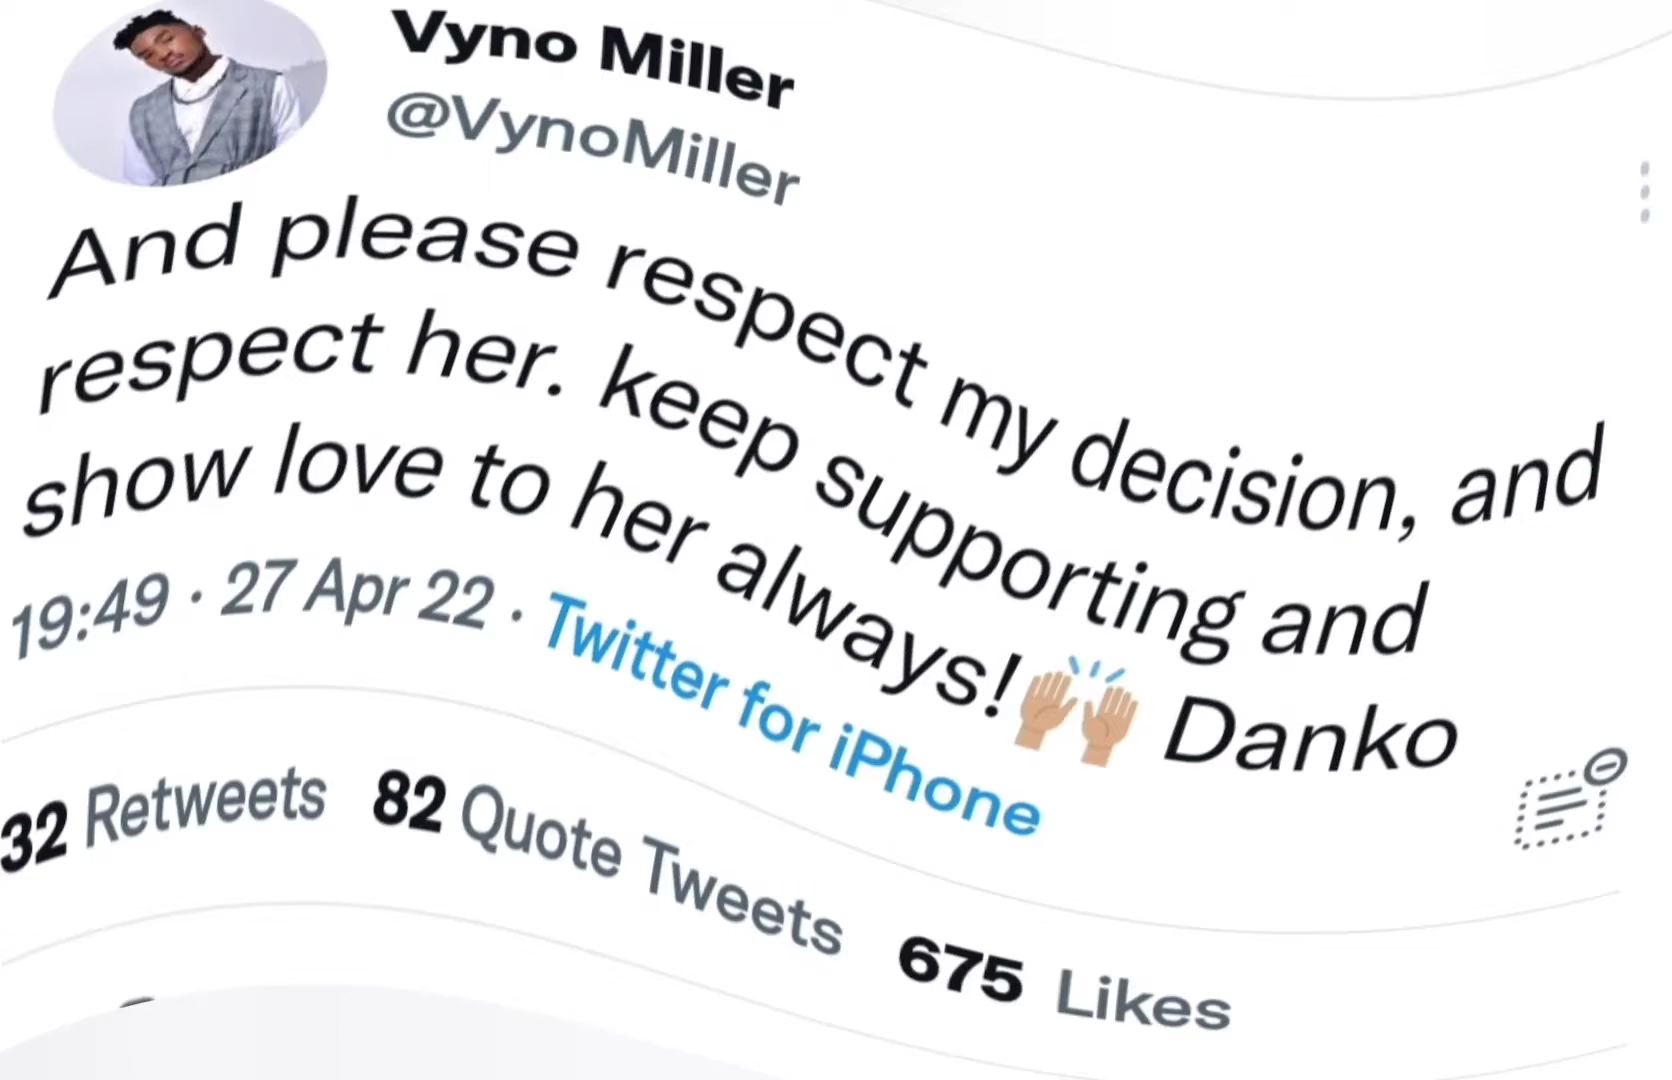 Vyno Miller
@VynoMiller
And please respect my decision, and
respect her. keep supporting and
show love to her always!🙌🏽 Danko
19:49 · 27 Apr 22 · Twitter for iPhone
32 Retweets 82 Quote Tweets 675 Likes